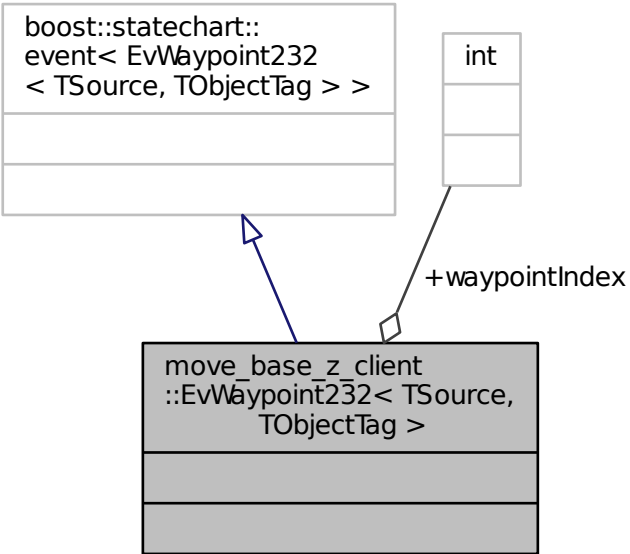 boost::statechart::
event< EvWaypoint232
< TSource, TObjectTag > >
int
+waypointIndex
move_base_z_client
::EvWaypoint232< TSource,
TObjectTag >